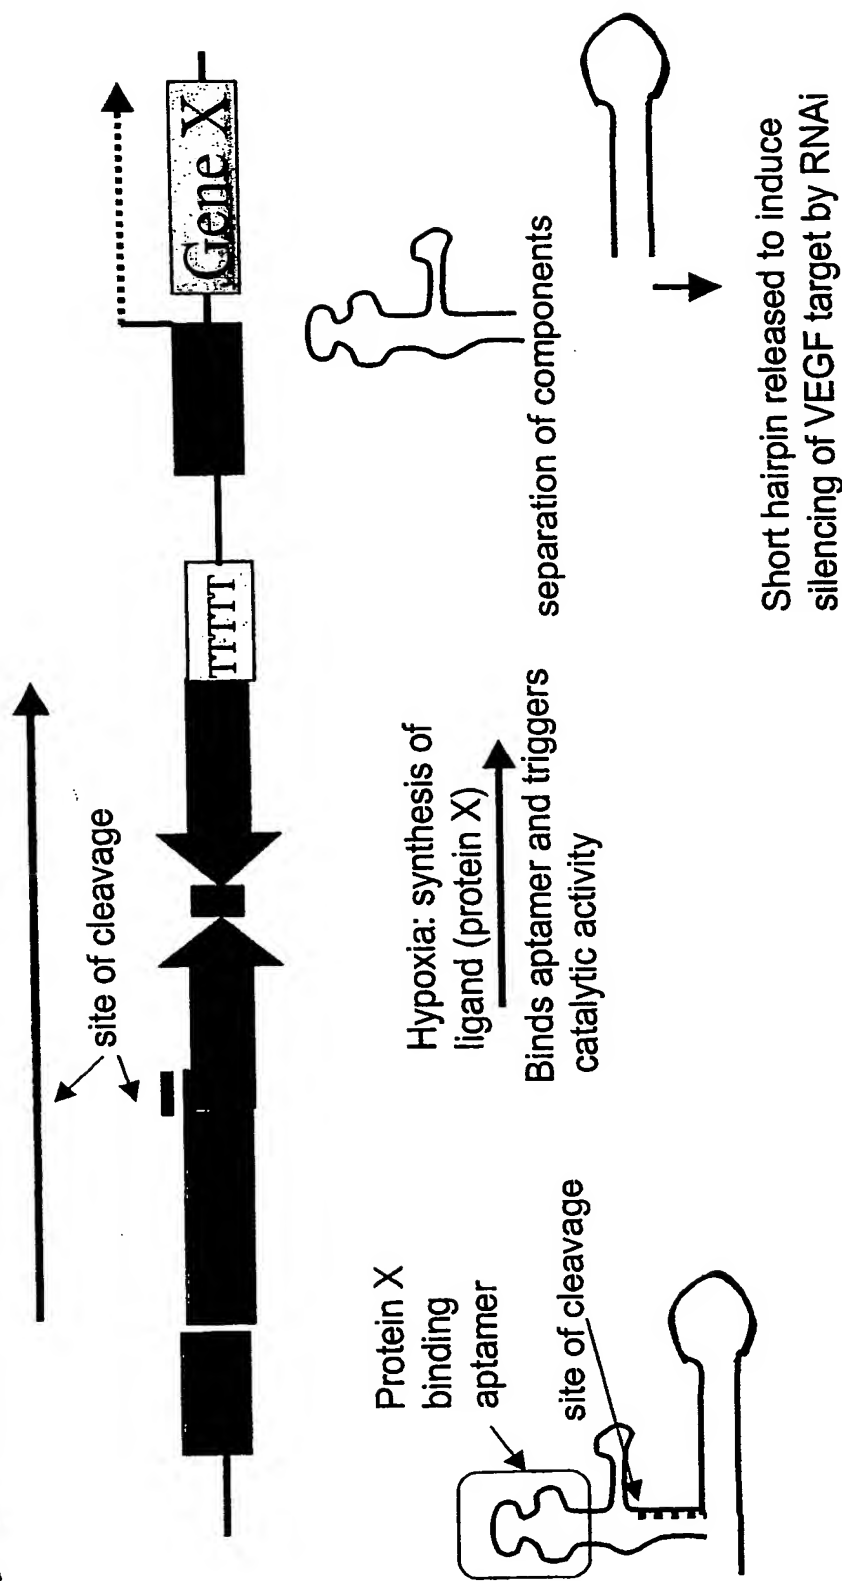 site of cleavage
TTTTT
Gene X
Protein X
binding
aptamer
site of cleavage
Hypoxia: synthesis of
ligand (protein X)
Binds aptamer and triggers
catalytic activity
separation of components
Short hairpin released to induce
silencing of VEGF target by RNAi